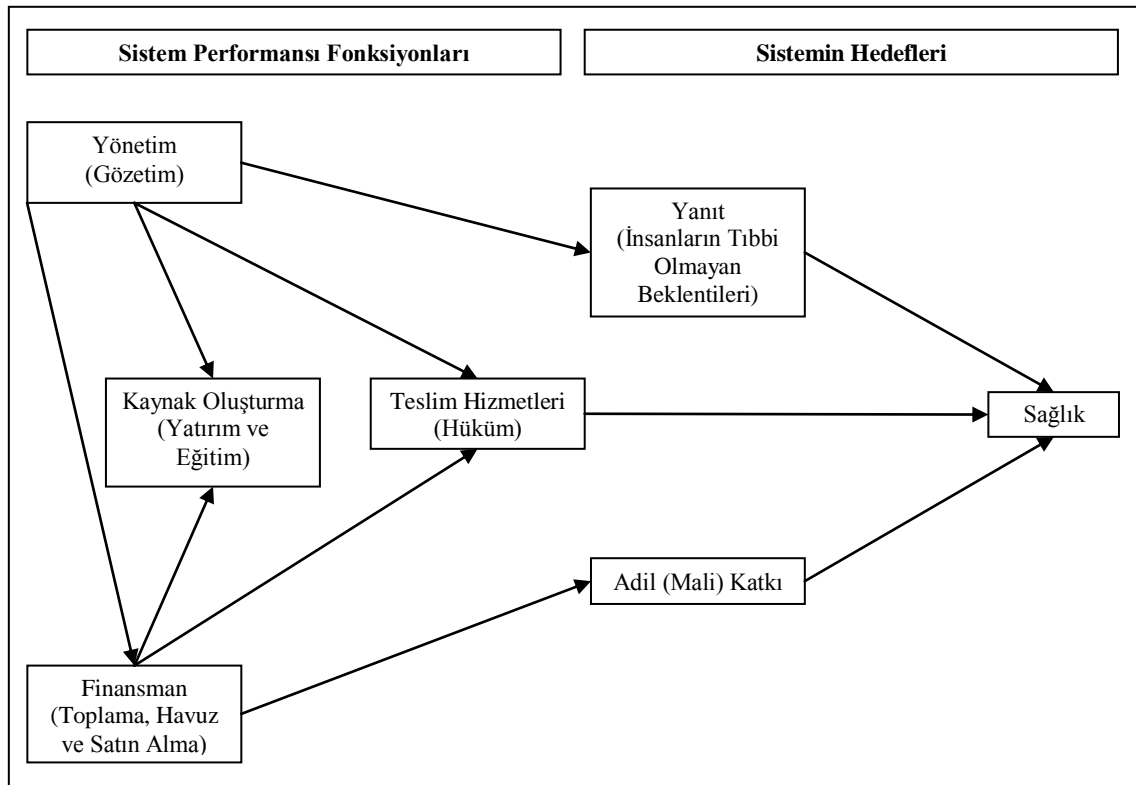 Sistem Performansı Fonksiyonları
Sistemin Hedefleri
Yönetim
(Gözetim)
Yanıt
(İnsanların Tıbbi
Olmayan
Beklentileri)
Kaynak Oluşturma
(Yatırım ve
Eğitim)
Teslim Hizmetleri
(Hüküm)
Sağlık
Adil (Mali) Katkı
Finansman
(Toplama, Havuz
ve Satın Alma)